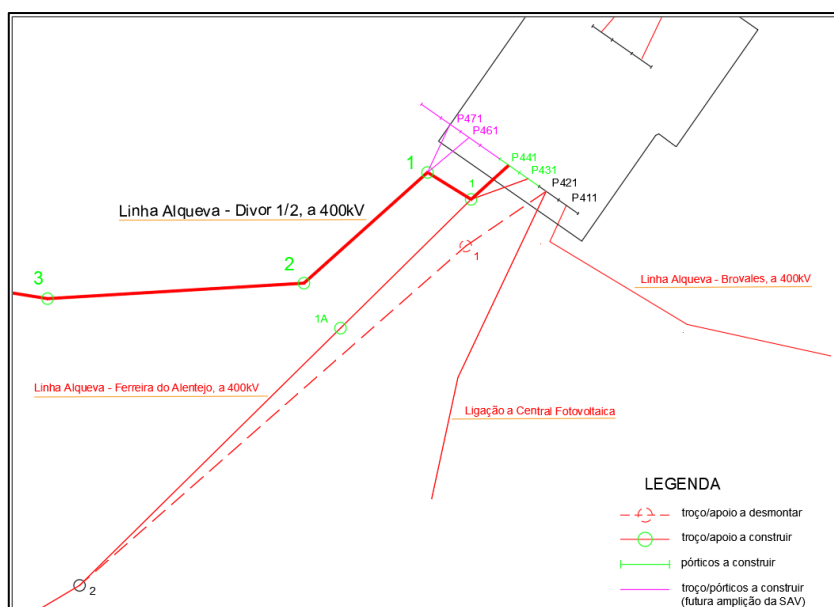 P471
P461
P441
P431
P421
P411
1
1
Linha Alqueva - Divor 1/2, a 400kV
1
2
3
Linha Alqueva - Brovales, a 400kV
1A
Linha Alqueva - Ferreira do Alentejo, a 400kV
Ligação a Central Fotovoltaica
2
LEGENDA
troço/apoio a desmontar
troço/apoio a construir
pórticos a construir
troço/pórticos a construir
(futura amplição da SAV)